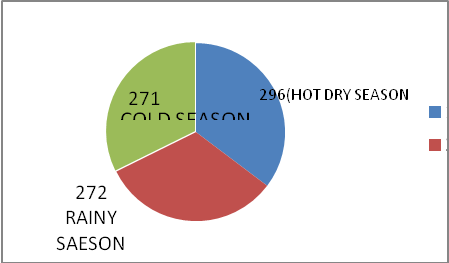 296(HOT DRY SEASON
271
COLD SEASON
272
RAINY
SAESON